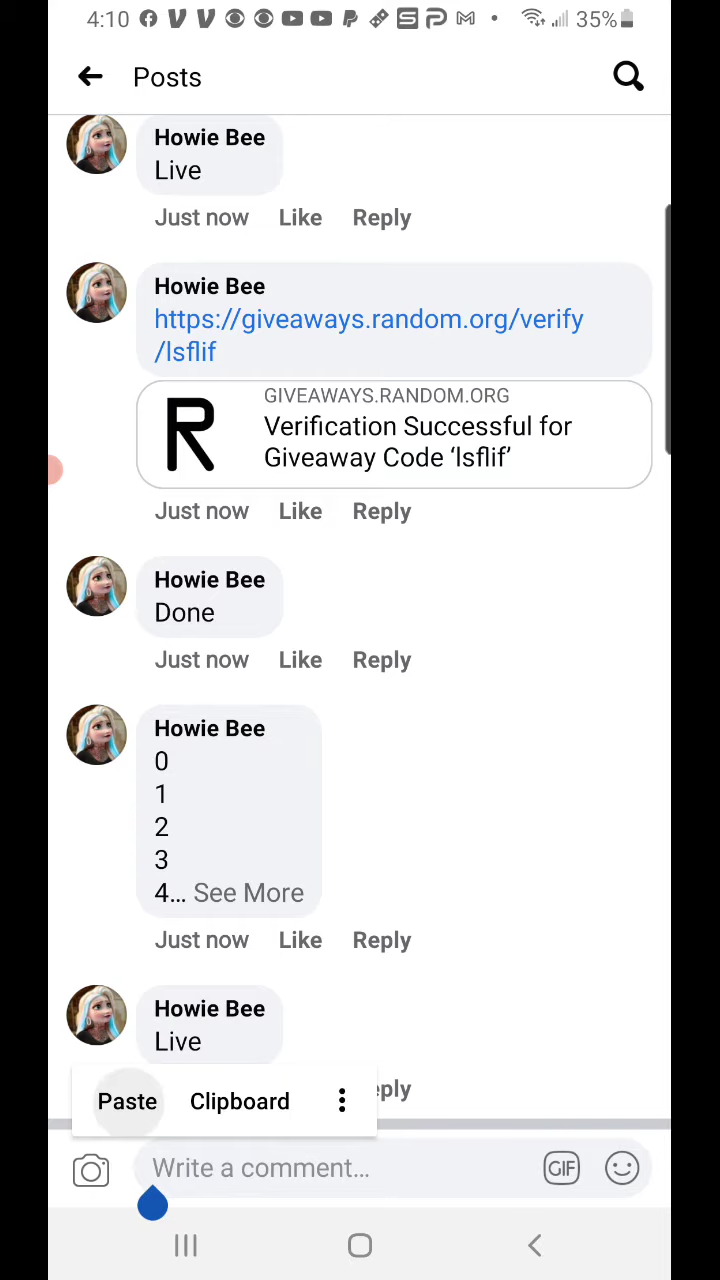 4:10
35%
Posts
Howie Bee
Live
Just now Like Reply
Howie Bee
https://giveaways.random.org/verify
/lsflif
R
GIVEAWAYS.RANDOM.ORG
Verification Successful for
Giveaway Code ‘lsflif’
Just now Like Reply
Howie Bee
Done
Just now Like Reply
Howie Bee
0
1
2
3
4... See More
Just now Like Reply
Howie Bee
Live
eply
Paste Clipboard
Write a comment...
GIF